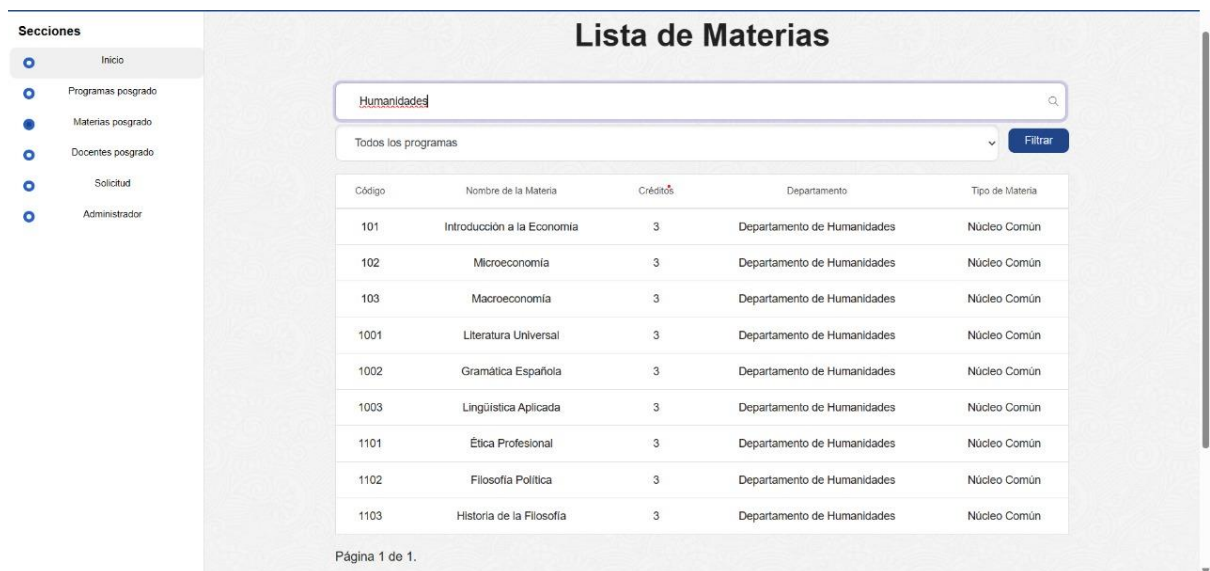 Secciones
Inicio
Programas posgrado
Materias posgrado
Docentes posgrado
Solicitud
Administrador
Lista de Materias
Humanidades
Todos los programas
Filtrar
Código Nombre de la Materia Créditos Departamento Tipo de Materia
101 Introducción a la Economía 3 Departamento de Humanidades Núcleo Común
102 Microeconomía 3 Departamento de Humanidades Núcleo Común
103 Macroeconomía 3 Departamento de Humanidades Núcleo Común
1001 Literatura Universal 3 Departamento de Humanidades Núcleo Común
1002 Gramática Española 3 Departamento de Humanidades Núcleo Común
1003 Lingüística Aplicada 3 Departamento de Humanidades Núcleo Común
1101 Ética Profesional 3 Departamento de Humanidades Núcleo Común
1102 Filosofía Política 3 Departamento de Humanidades Núcleo Común
1103 Historia de la Filosofía 3 Departamento de Humanidades Núcleo Común
Página 1 de 1.